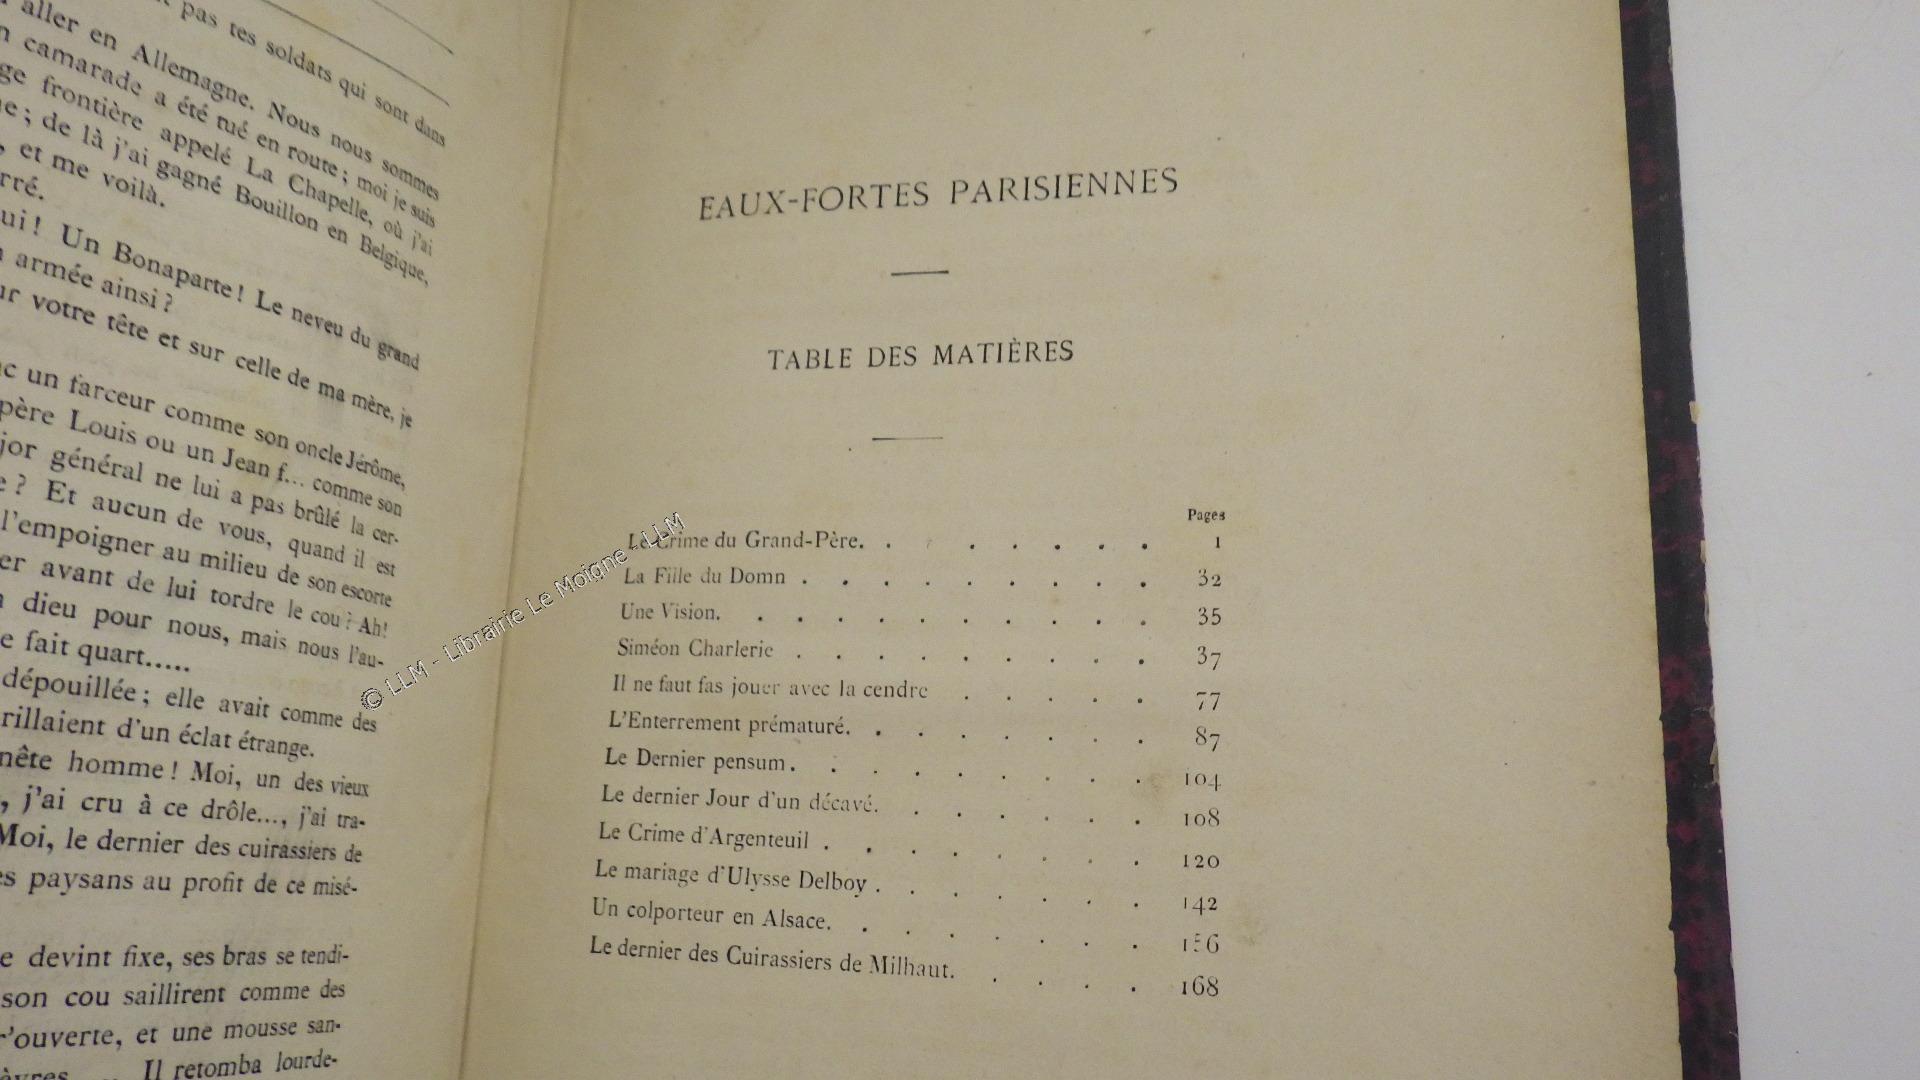 pas tes soldats qui sont dans
aller en Allemagne. Nous nous sommes
camarade a été tué en route; moi je suis
frontière appelé La Chapelle, où j'ai
; de là j'ai gagné Bouillon en Belgique,
, et me voilà.
rré.
ui! Un Bonaparte! Le neveu du grand
armée ainsi?
ur votre tête et sur celle de ma mère, je
un farceur comme son oncle Jérôme,
père Louis ou un Jean f... comme son
jor général ne lui a pas brûlé la cer-
? Et aucun de vous, quand il est
l'empoigner au milieu de son escorte
er avant de lui tordre le cou? Ah!
dieu pour nous, mais nous l'au-
e fait quart.....
dépouillée; elle avait comme des
rillaient d'un éclat étrange.
nête homme! Moi, un des vieux
, j'ai cru à ce drôle..., j'ai tra-
Moi, le dernier des cuirassiers de
es paysans au profit de ce misé-
e devint fixe, ses bras se tendi-
son cou saillirent comme des
r'ouverte, et une mousse san-
èvres. .. Il retomba lourde-
EAUX-FORTES PARISIENNES
TABLE DES MATIÈRES
Pages
Le Crime du Grand-Père. . . . . . . 1
La Fille du Domn . . . . . . . . . 32
Une Vision. . . . . . . . . . . 35
Siméon Charlerie . . . . . . . . . 37
Il ne faut fas jouer avec la cendre . . . . . 77
L'Enterrement prématuré. . . . . . . . 87
Le Dernier pensum. . . . . . . . . 104
Le dernier Jour d'un décavé. . . . . . . 108
Le Crime d'Argenteuil . . . . . . . . 120
Le mariage d'Ulysse Delboy . . . . . . . 142
Un colporteur en Alsace. . . . . . . . 156
Le dernier des Cuirassiers de Milhaut. . . . . 168
© LLM - Librairie Le Moigne - LLM